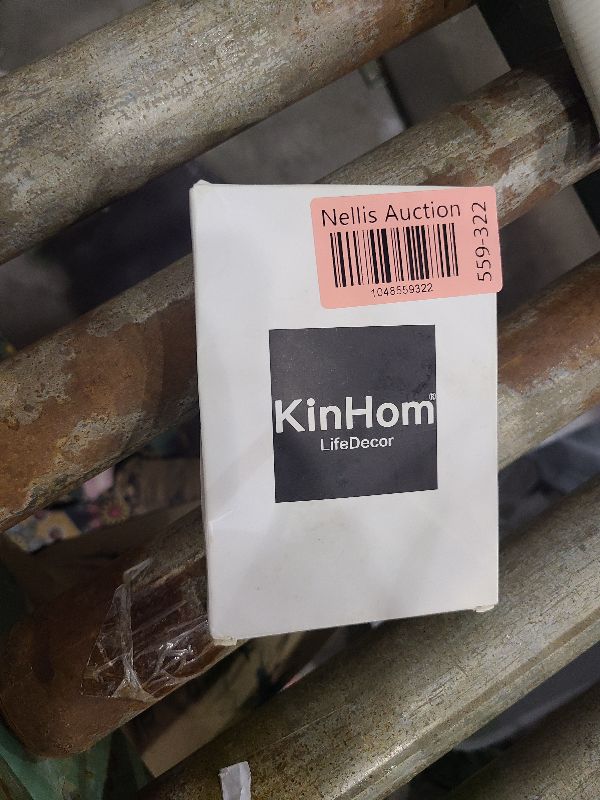 Nellis Auction
559-322
1048559322
KinHom®
LifeDecor